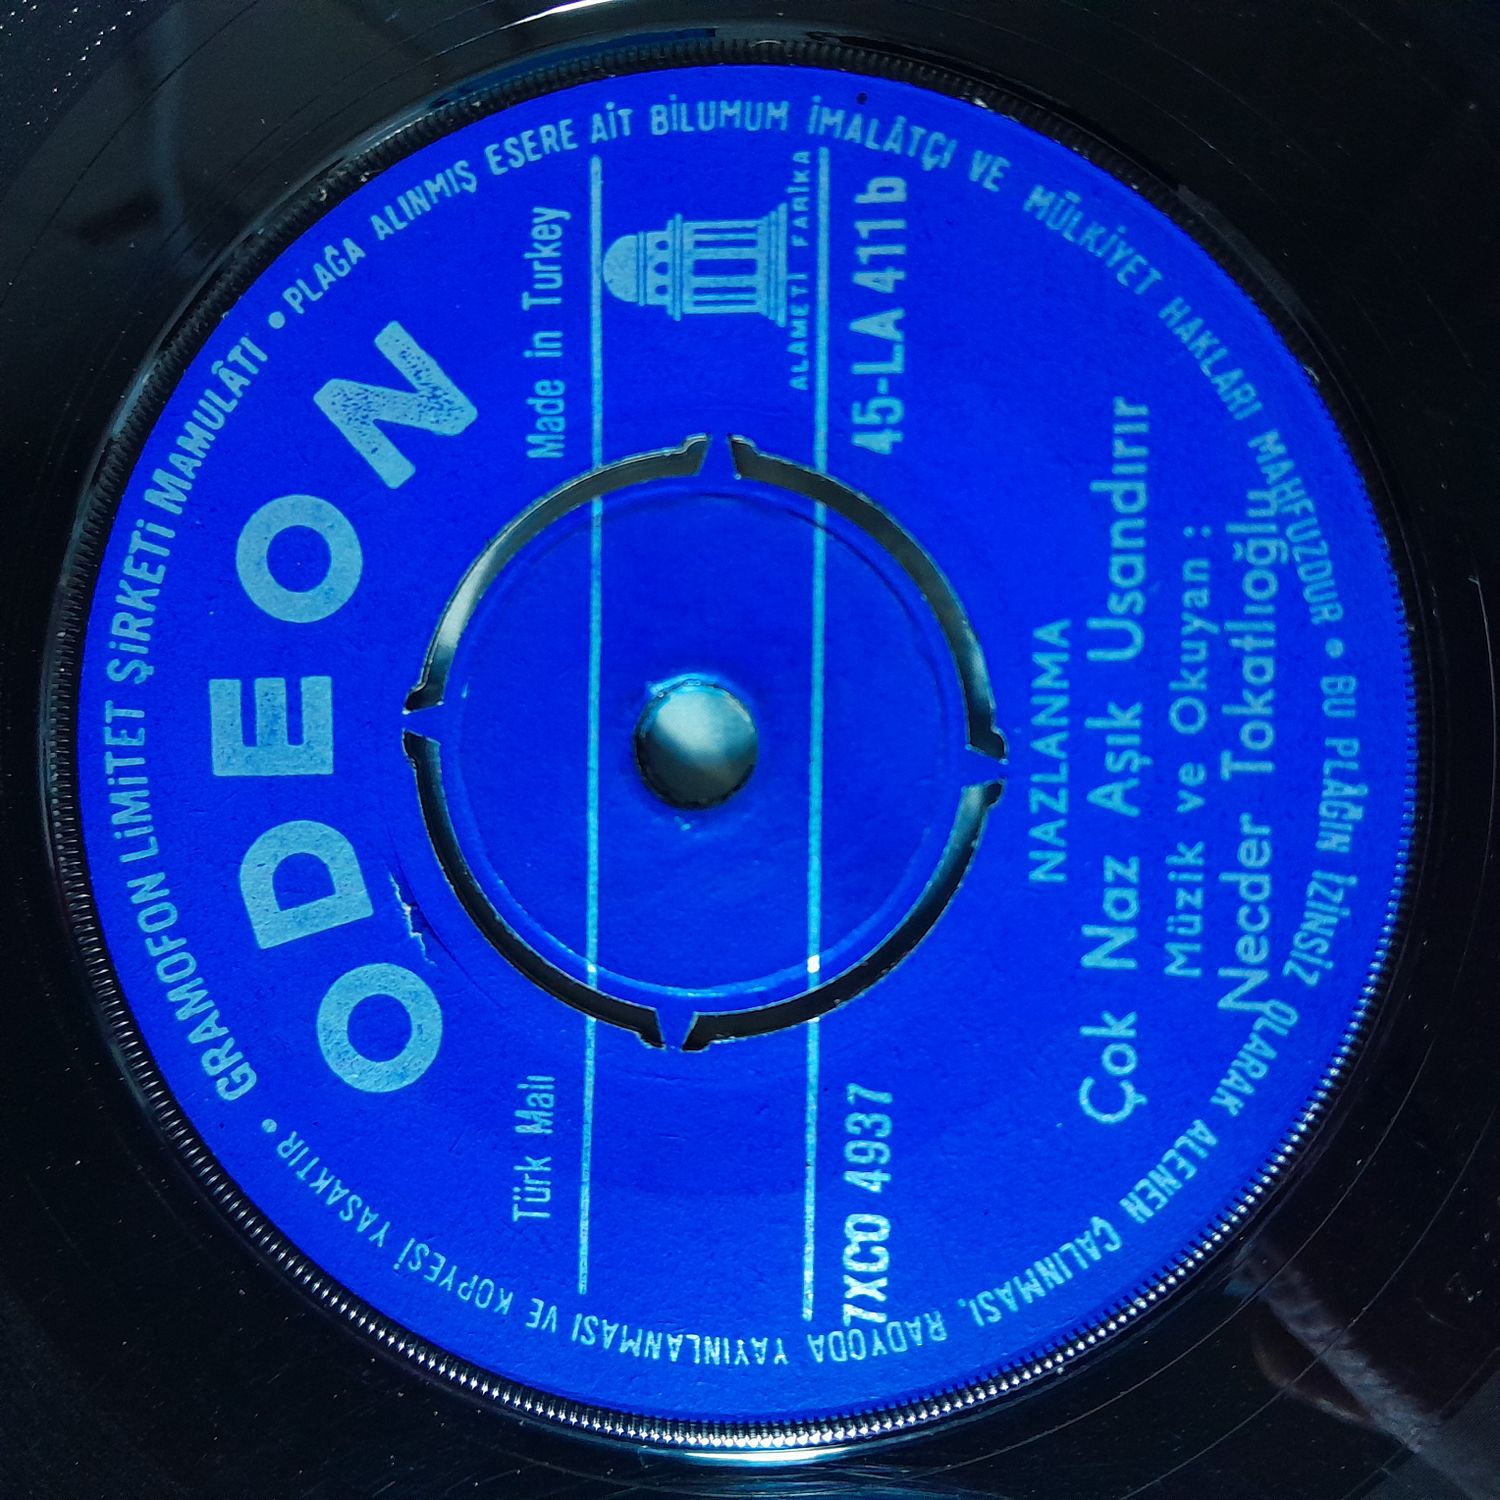 GRAMOFON LİMİTET ŞİRKETİ MAMULÂTI • PLAĞA ALINMIŞ ESERE AİT BİLUMUM İMALÂTÇI VE MÜLKİYET HAKLARI MAHFUZDUR • BU PLÂĞIN İZİNSİZ OLARAK ALENEN ÇALINMASI, RADYODA YAYINLANMASI VE KOPYESİ YASAKTIR •
ODEON
Türk Malı
Made in Turkey
ALAMETİ FARİKA
7XCO 4937
45-LA 411 b
NAZLANMA
Çok Naz Aşık Usandırır
Müzik ve Okuyan :
Necder Tokatlıoğlu